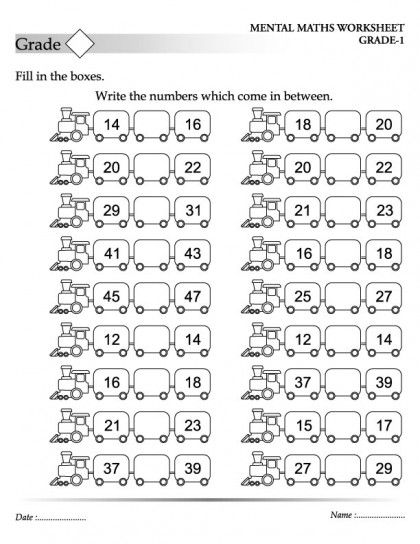 MENTAL MATHS WORKSHEET
Grade GRADE-1
Fill in the boxes.
Write the numbers which come in between.
14 16 18 20
20 22 20 22
29 31 21 23
41 43 16 18
45 47 25 27
12 14 12 14
16 18 37 39
21 23 15 17
37 39 27 29
Date :...................... Name :......................